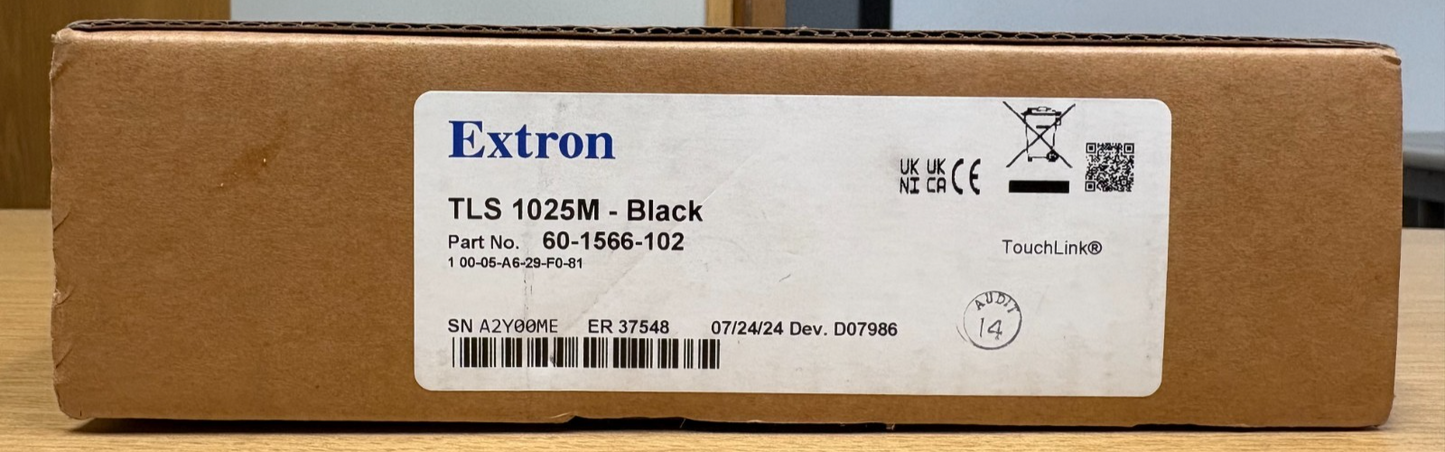 Extron
UK UK CE
NI CA
TLS 1025M - Black
Part No. 60-1566-102
1 00-05-A6-29-F0-81
TouchLink®
SN A2Y00ME ER 37548 07/24/24 Dev. D07986
AUDIT
14